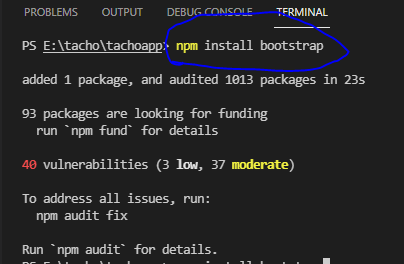 PROBLEMS OUTPUT DEBUG CONSOLE TERMINAL
PS E:\tacho\tachoapp> npm install bootstrap
added 1 package, and audited 1013 packages in 23s
93 packages are looking for funding
run `npm fund` for details
40 vulnerabilities (3 low, 37 moderate)
To address all issues, run:
npm audit fix
Run `npm audit` for details.